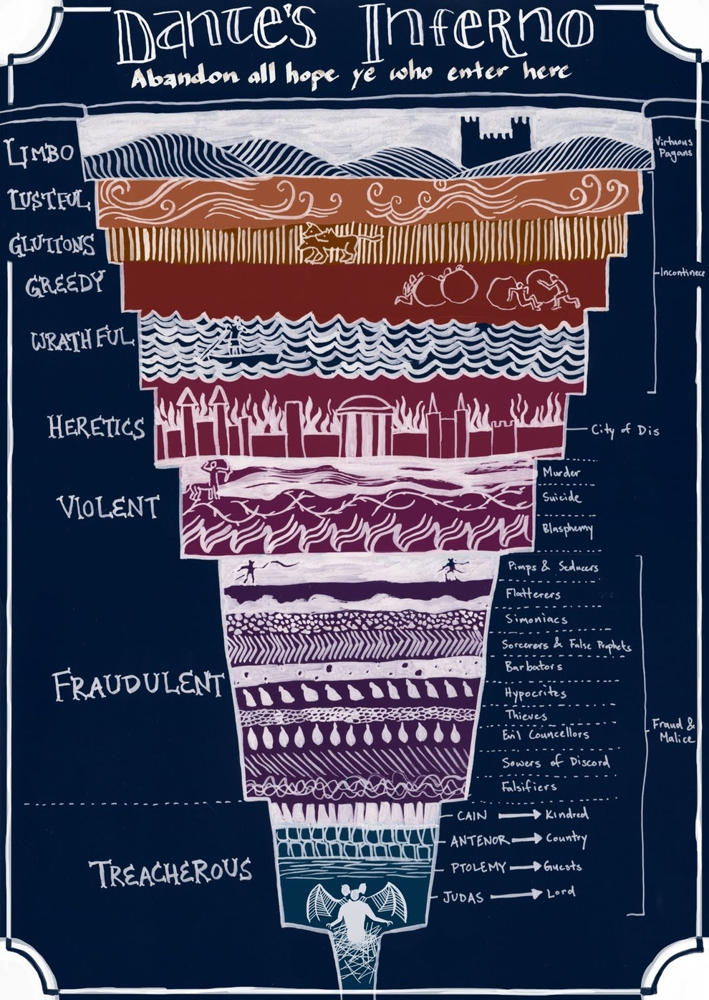 Dante's Inferno
Abandon all hope ye who enter here
LIMBO
Virtuous
Pagans
LUSTFUL
GLUTTONS
Incontinece
GREEDY
WRATHFUL
HERETICS
City of Dis
VIOLENT
Murder
Suicide
Blasphemy
FRAUDULENT
Pimps & Seducers
Flatterers
Simoniacs
Sorcerers & False Prophets
Barbators
Hypocrites
Thieves
Evil Councellors
Sowers of Discord
Falsifiers
Fraud &
Malice
TREACHEROUS
CAIN → Kindred
ANTENOR → Country
PTOLEMY → Guests
JUDAS → Lord